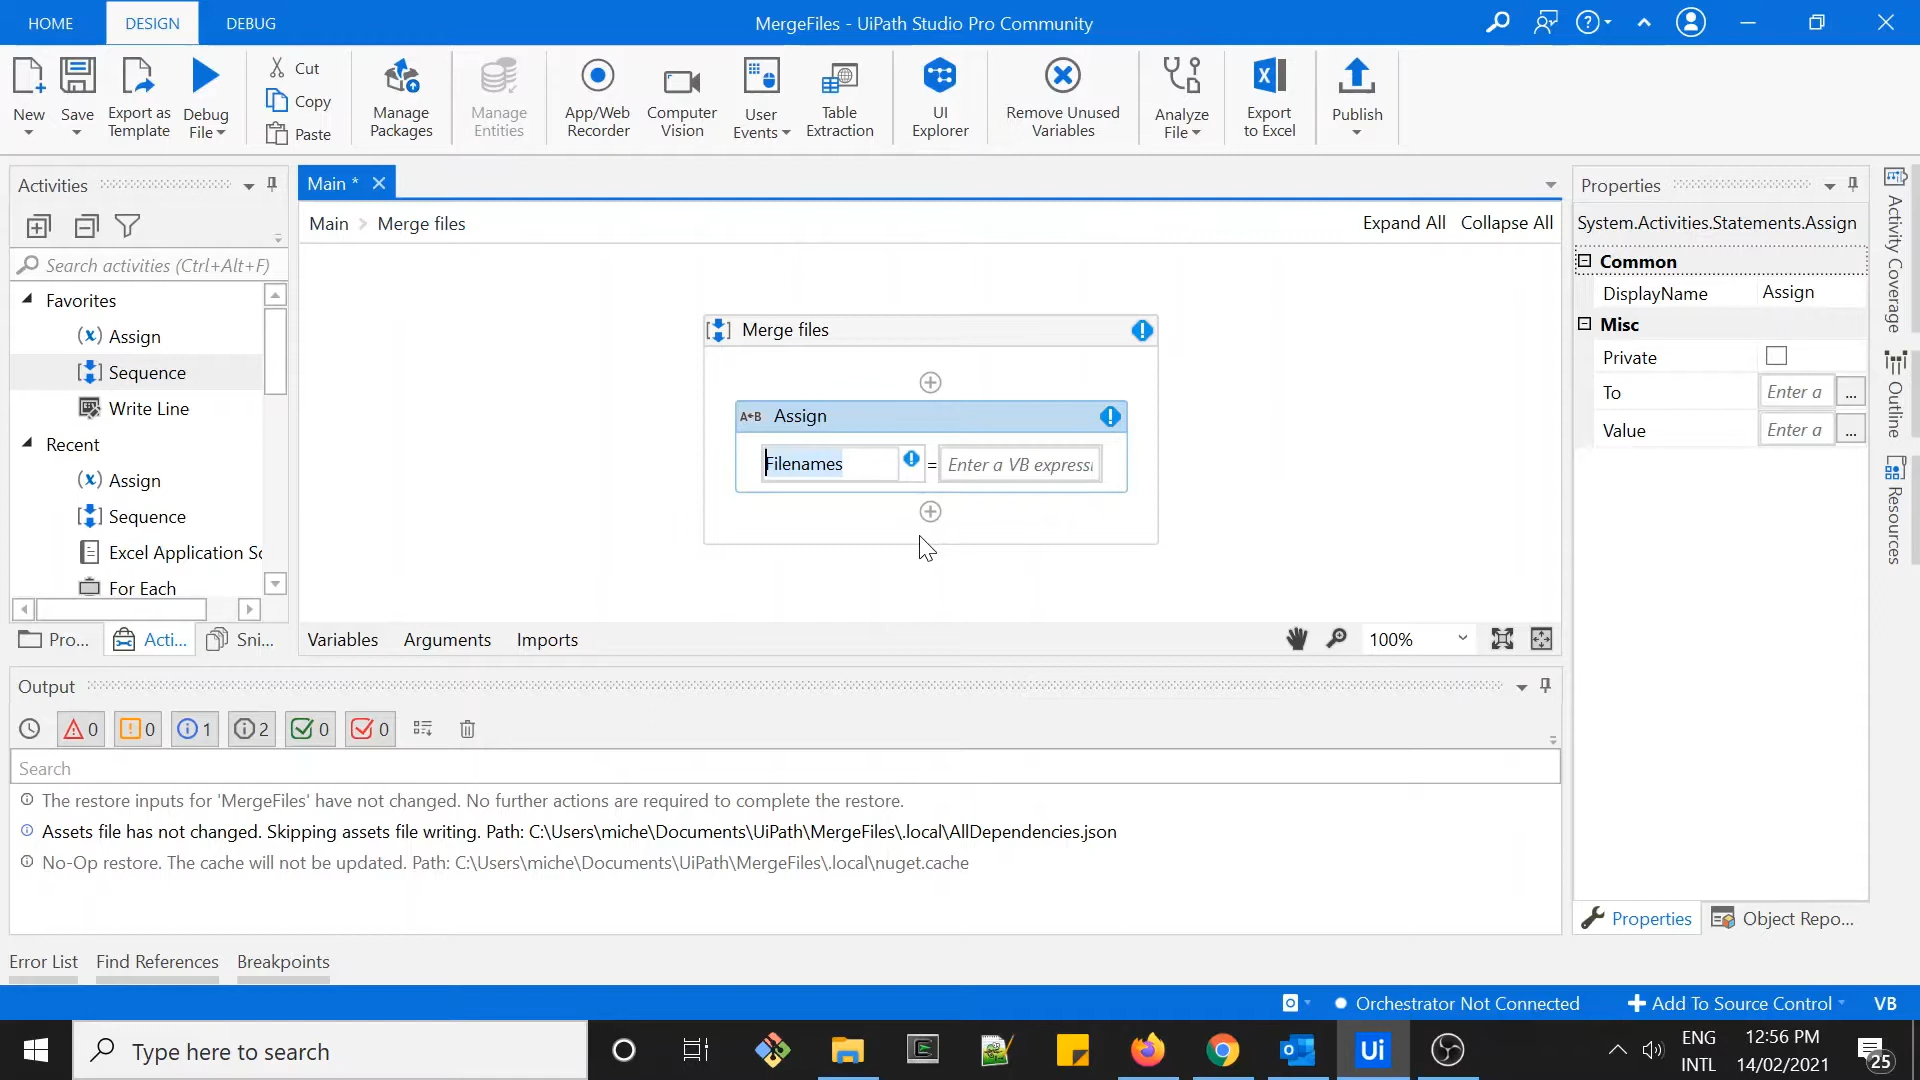 HOME DESIGN DEBUG MergeFiles - UiPath Studio Pro Community
New Save Export as Template Debug File Cut Copy Paste Manage Packages Manage Entities App/Web Recorder Computer Vision User Events Table Extraction UI Explorer Remove Unused Variables Analyze File Export to Excel Publish
Activities
Search activities (Ctrl+Alt+F)
Favorites
Assign
Sequence
Write Line
Recent
Assign
Sequence
Excel Application Sc
For Each
Pro... Acti... Sni...
Main *
Main > Merge files Expand All Collapse All
Merge files
A←B Assign
Filenames = Enter a VB expressi
Variables Arguments Imports 100%
Properties
System.Activities.Statements.Assign
Common
DisplayName Assign
Misc
Private
To Enter a ...
Value Enter a ...
Properties Object Repo...
Activity Coverage
Outline
Resources
Output
0 0 1 2 0 0
Search
The restore inputs for 'MergeFiles' have not changed. No further actions are required to complete the restore.
Assets file has not changed. Skipping assets file writing. Path: C:\Users\miche\Documents\UiPath\MergeFiles\.local\AllDependencies.json
No-Op restore. The cache will not be updated. Path: C:\Users\miche\Documents\UiPath\MergeFiles\.local\nuget.cache
Error List Find References Breakpoints
Orchestrator Not Connected Add To Source Control VB
Type here to search
Ui
ENG
INTL
12:56 PM
14/02/2021
25